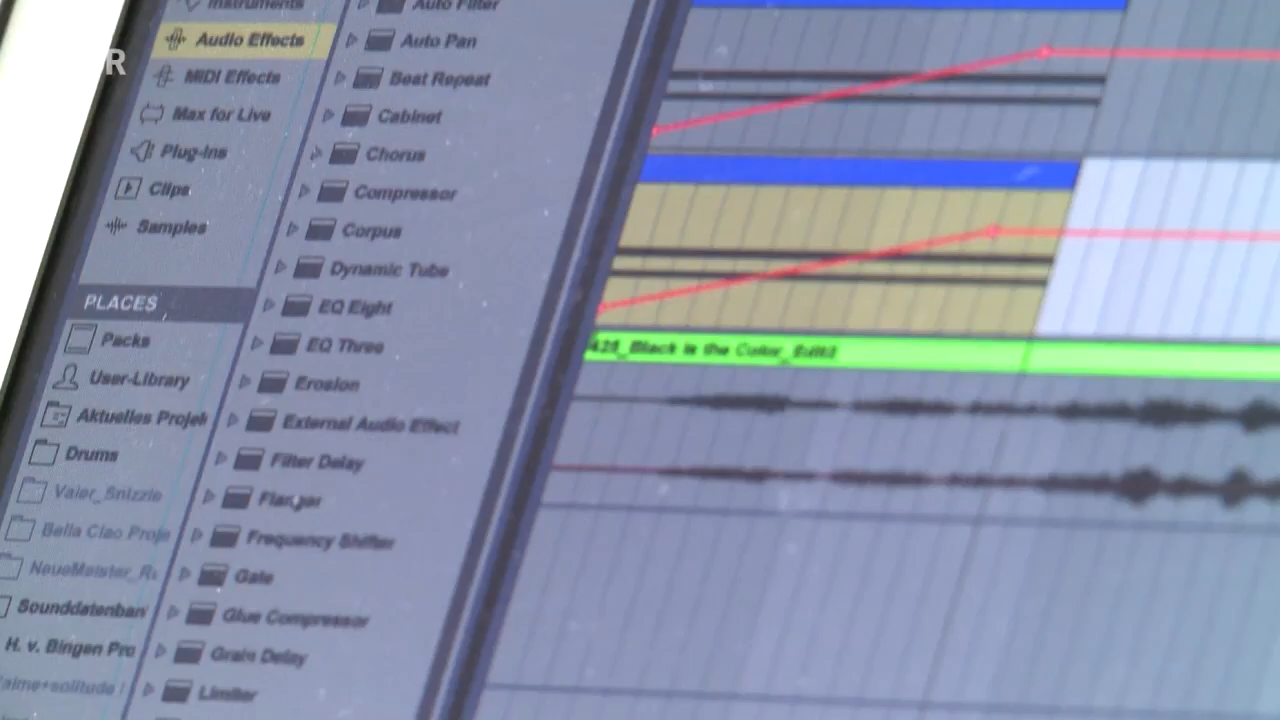 Instruments
Audio Effects
MIDI Effects
Max for Live
Plug-Ins
Clips
Samples
PLACES
Packs
User-Library
Aktuelles Projek
Drums
Bella Ciao Proje
Sounddatenban
H. v. Bingen Pro
Auto Filter
Auto Pan
Beat Repeat
Cabinet
Chorus
Compressor
Corpus
Dynamic Tube
EQ Eight
EQ Three
Erosion
External Audio Effect
Filter Delay
Flanger
Frequency Shifter
Gate
Glue Compressor
Grain Delay
Limiter
R
425_Black is the Color_Edit2